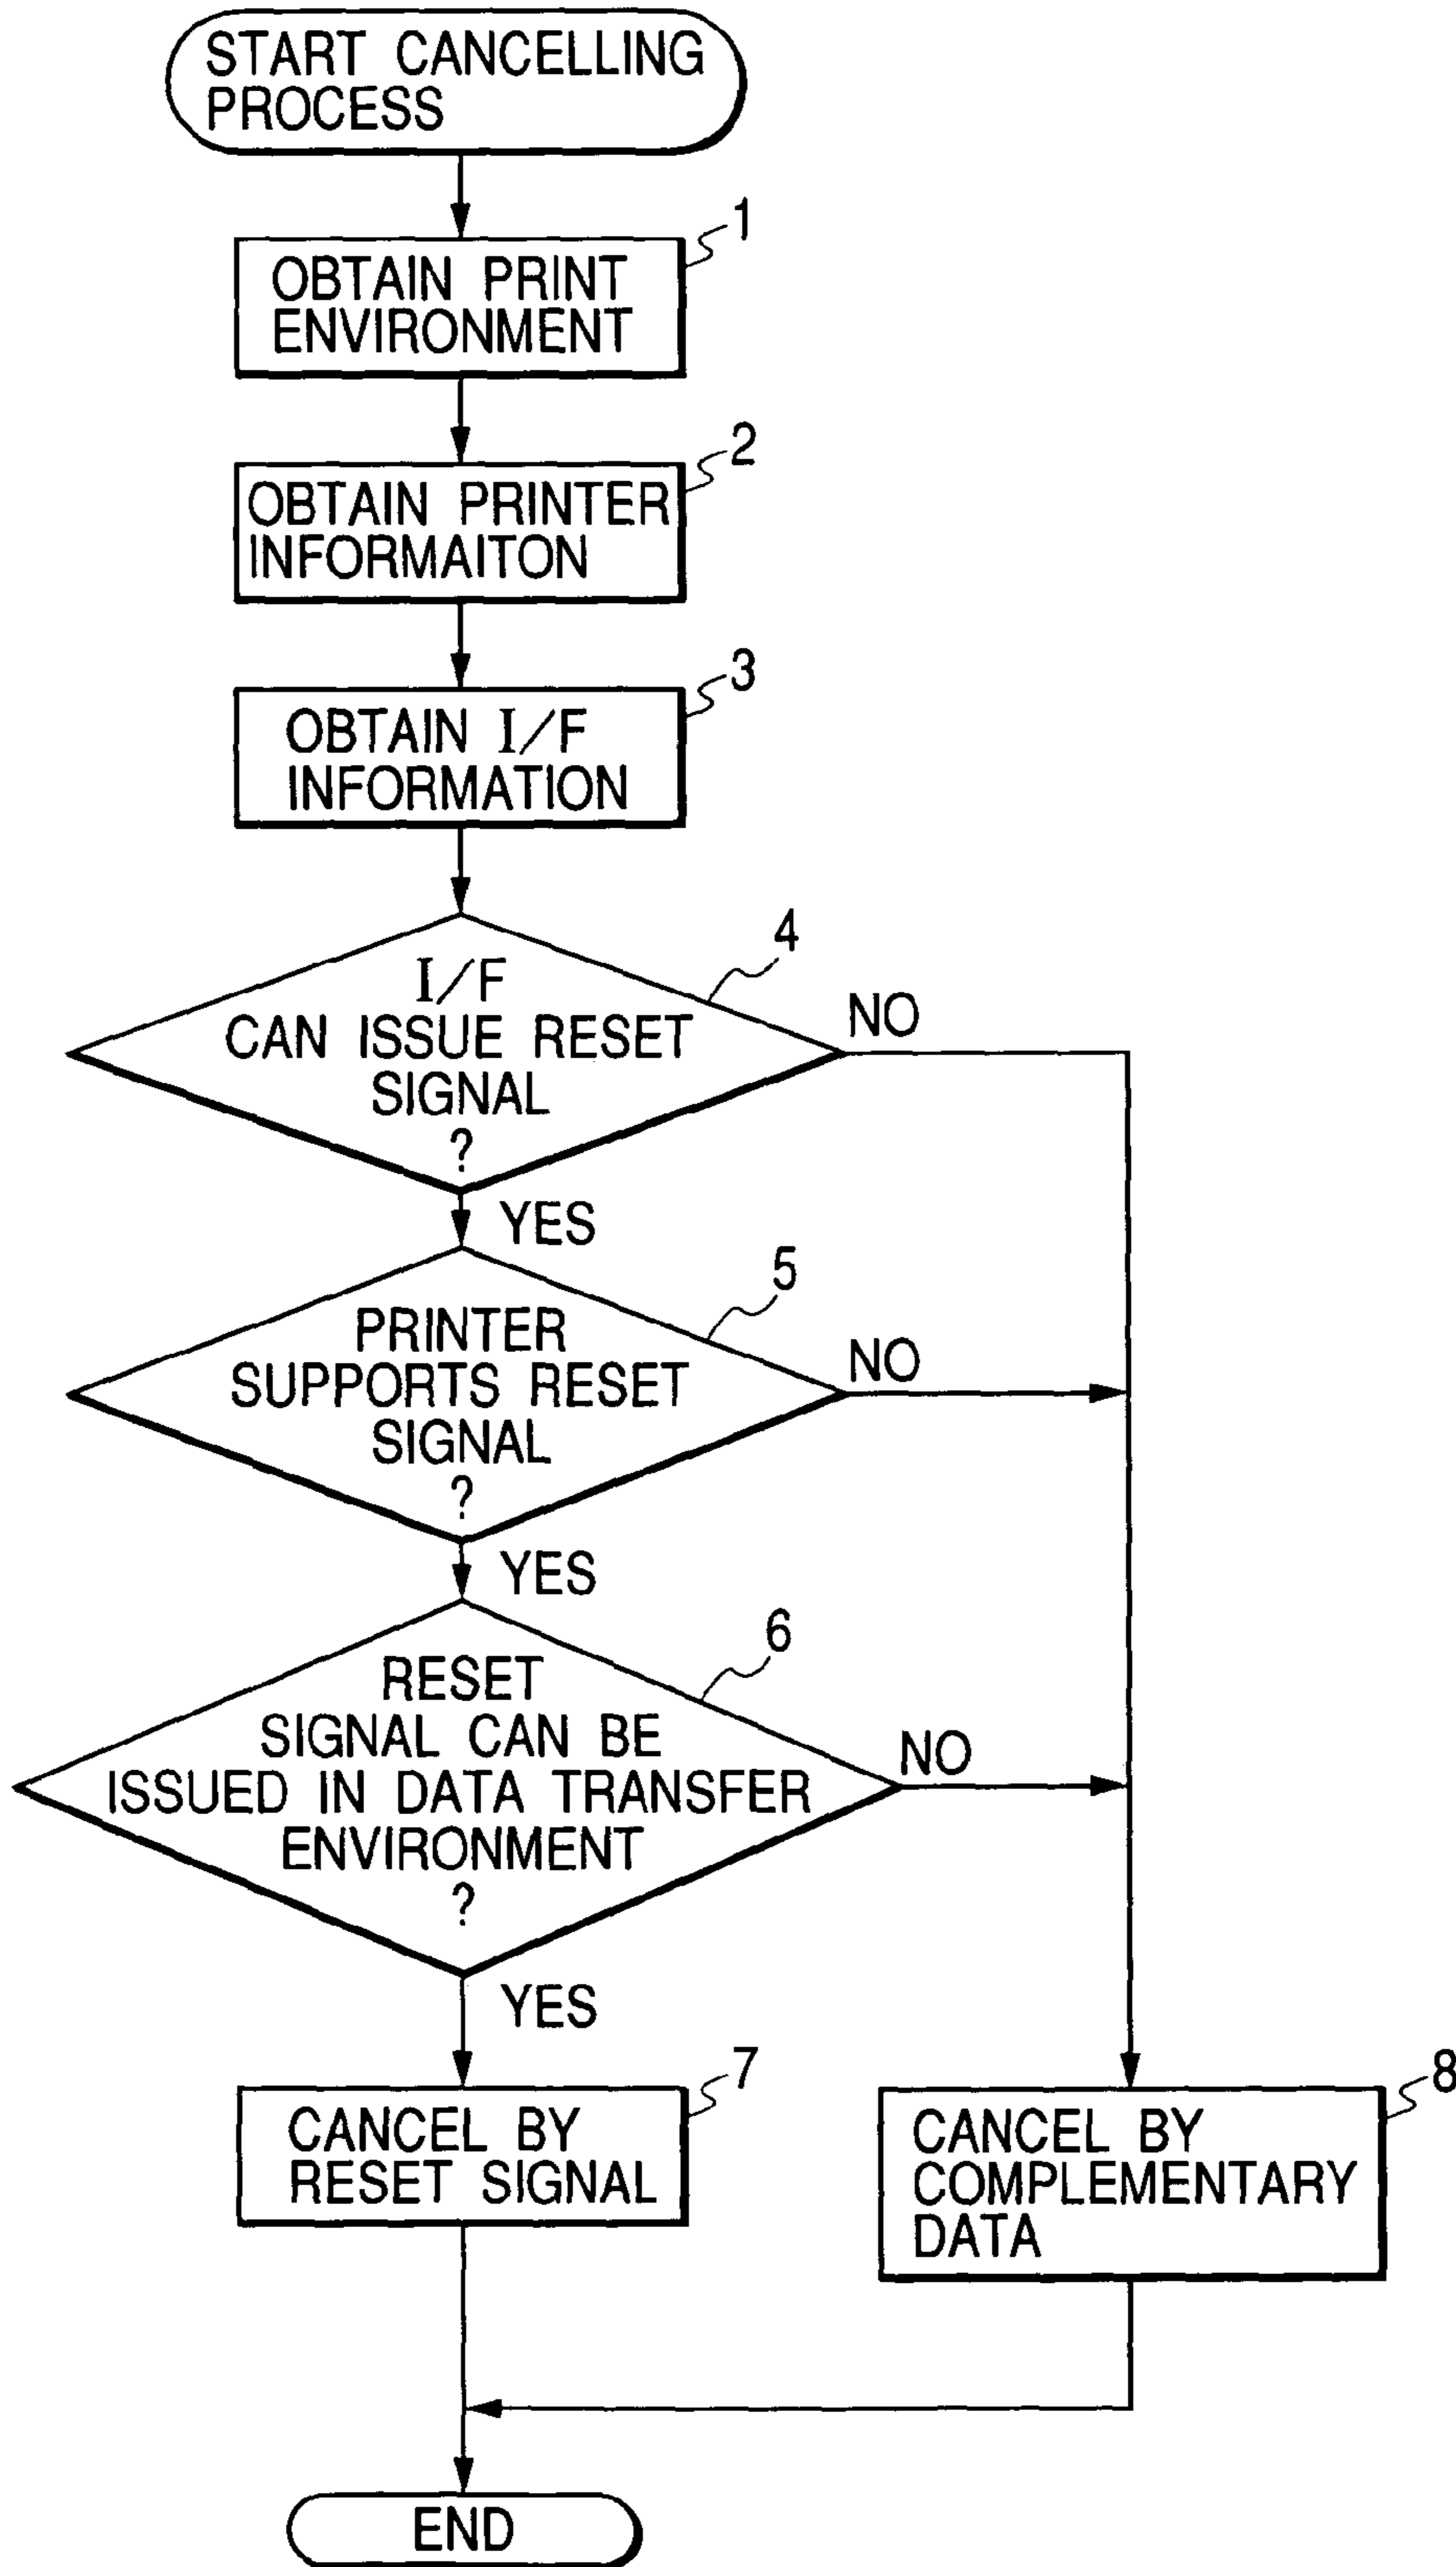 START CANCELLING
PROCESS
1
OBTAIN PRINT
ENVIRONMENT
2
OBTAIN PRINTER
INFORMAITON
3
OBTAIN I/F
INFORMATION
4
I/F
CAN ISSUE RESET
SIGNAL
?
NO
YES
5
PRINTER
SUPPORTS RESET
SIGNAL
?
NO
YES
6
RESET
SIGNAL CAN BE
ISSUED IN DATA TRANSFER
ENVIRONMENT
?
NO
YES
7
CANCEL BY
RESET SIGNAL
8
CANCEL BY
COMPLEMENTARY
DATA
END